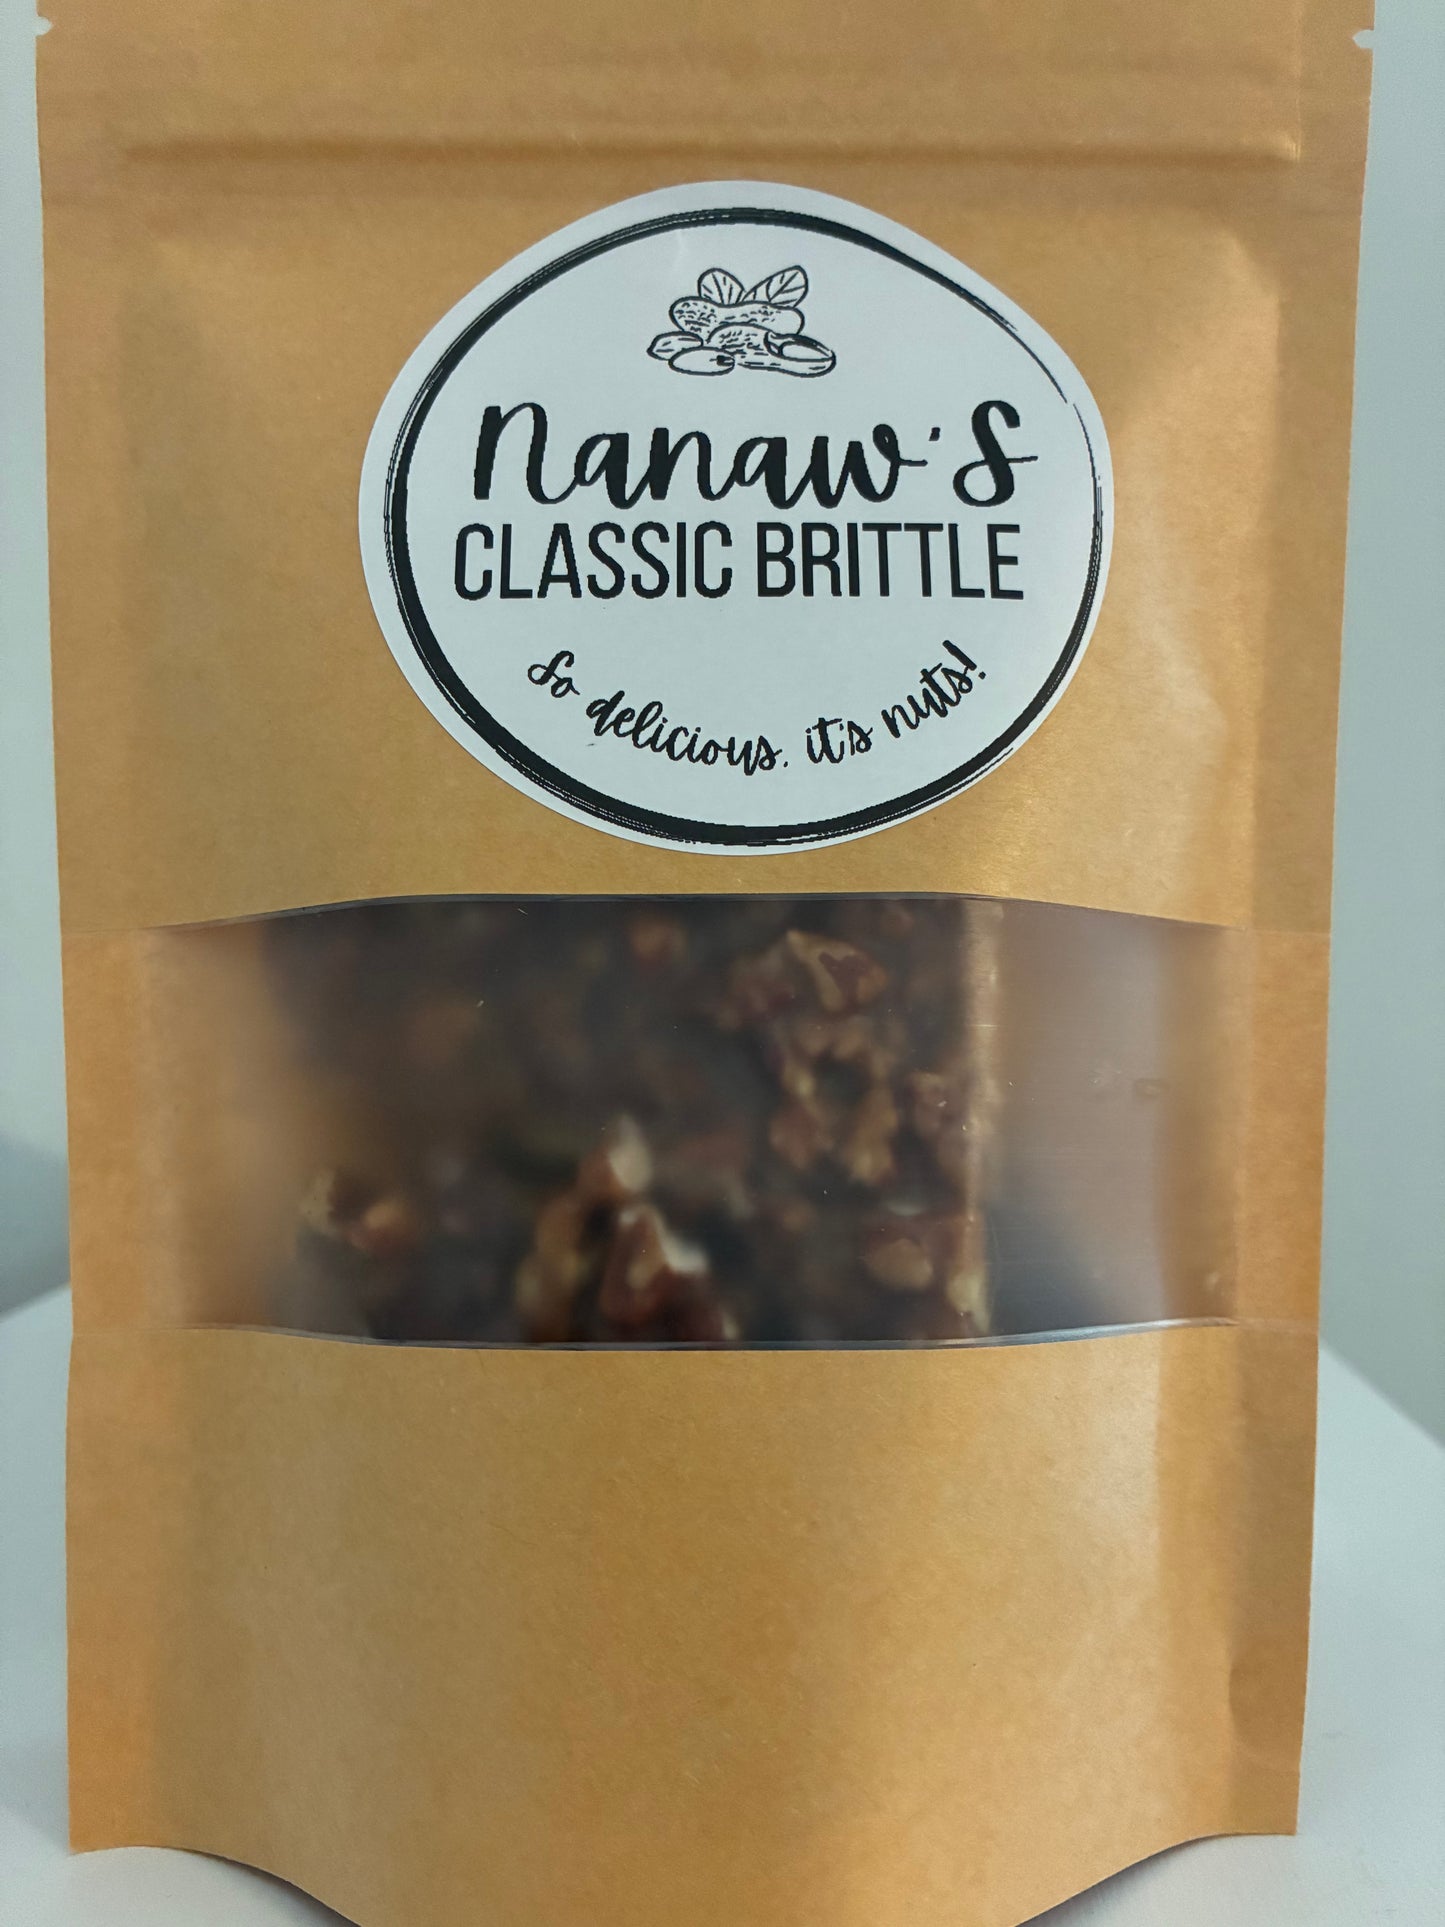 Nanaw's
CLASSIC BRITTLE
So delicious, it's nuts!